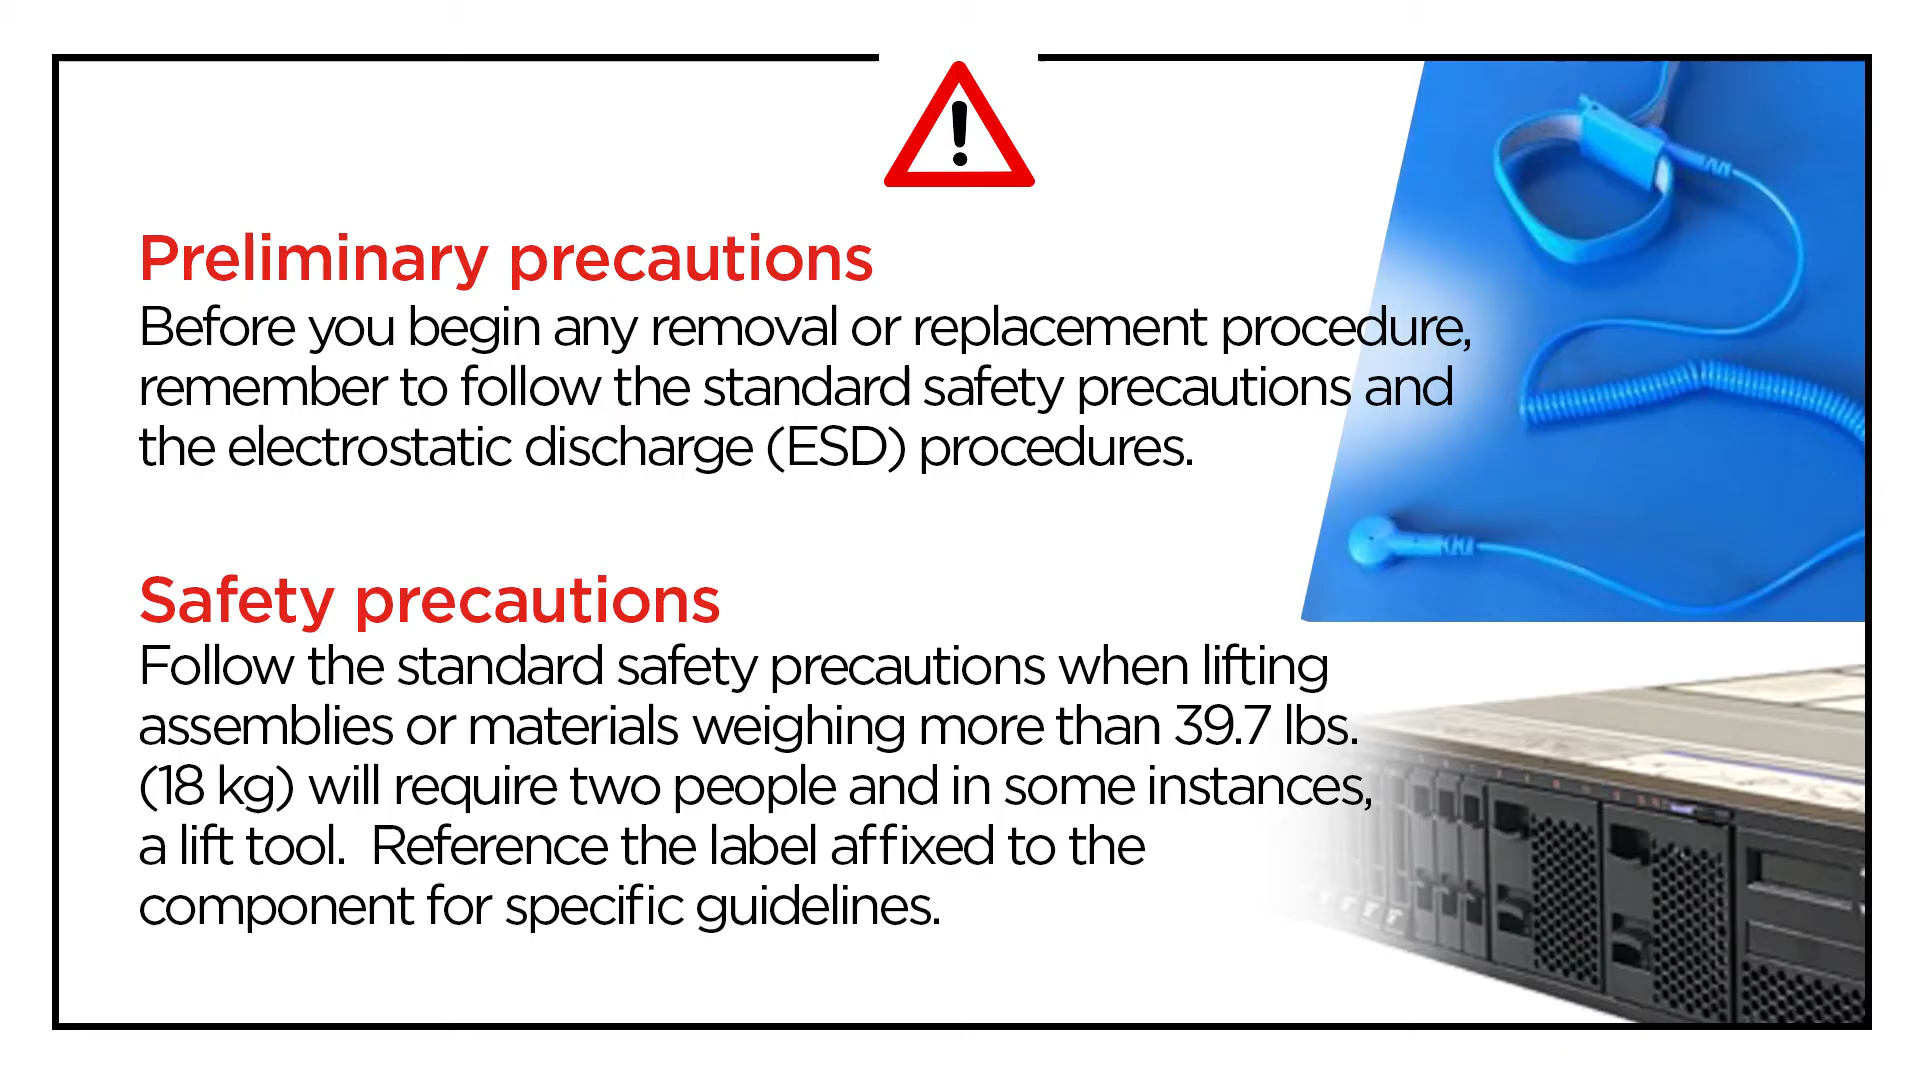 Preliminary precautions
Before you begin any removal or replacement procedure,
remember to follow the standard safety precautions and
the electrostatic discharge (ESD) procedures.
Safety precautions
Follow the standard safety precautions when lifting
assemblies or materials weighing more than 39.7 lbs.
(18 kg) will require two people and in some instances,
a lift tool.  Reference the label affixed to the
component for specific guidelines.